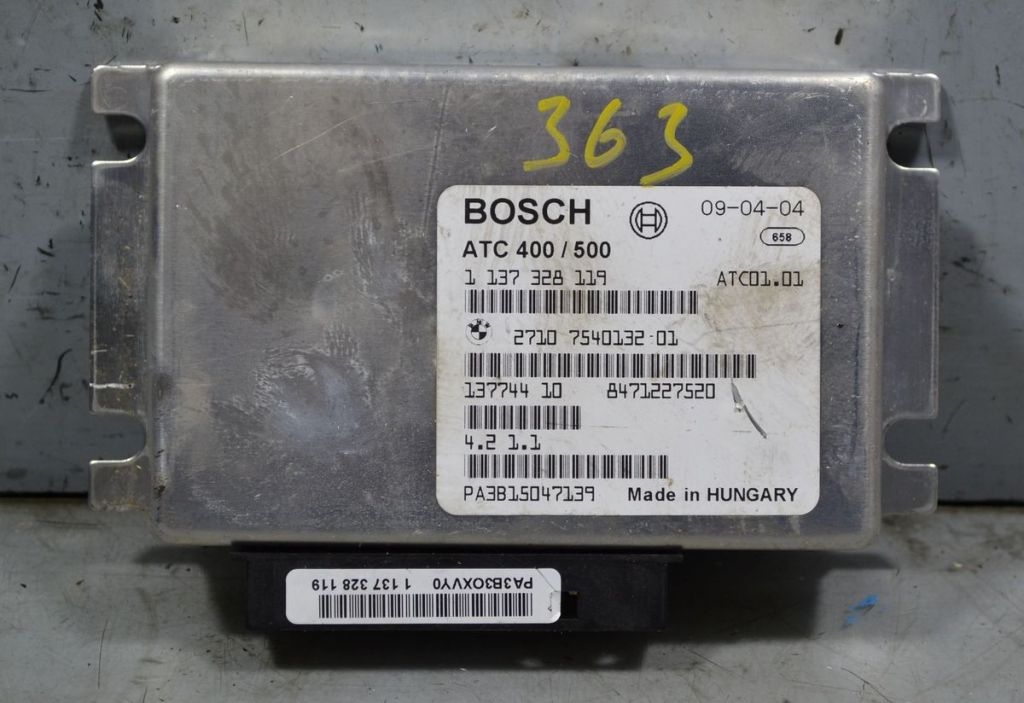 363
BOSCH 09-04-04
658
ATC 400 / 500
1 137 328 119 ATC01.01
2710 7540132 01
137744 10 8471227520
4.2 1.1
PA3B15047139 Made in HUNGARY
PA3B3OXVY0 1 137 328 119